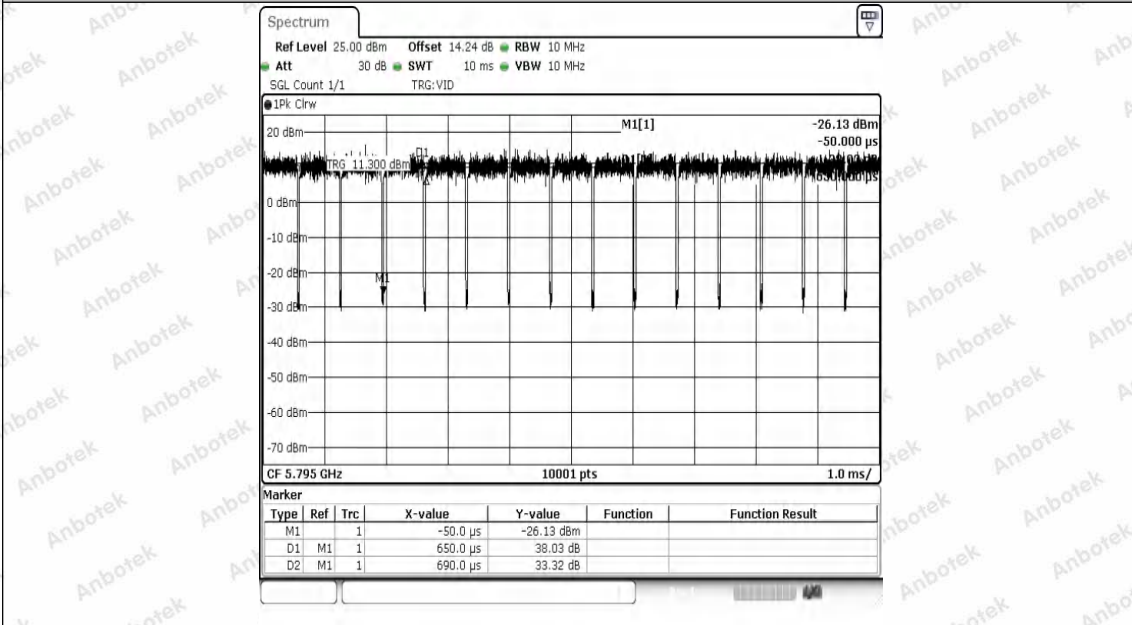 Spectrum
Ref Level 25.00 dBm Offset 14.24 dB RBW 10 MHz
Att 30 dB SWT 10 ms VBW 10 MHz
SGL Count 1/1 TRG:VID
1Pk Clrw
M1[1] -26.13 dBm
-50.000 µs
20 dBm
D1
TRG 11.300 dBm
0 dBm
-10 dBm
-20 dBm
M1
-30 dBm
-40 dBm
-50 dBm
-60 dBm
-70 dBm
CF 5.795 GHz 10001 pts 1.0 ms/
Marker
Type Ref Trc X-value Y-value Function Function Result
M1 1 -50.0 µs -26.13 dBm
D1 M1 1 650.0 µs 38.03 dB
D2 M1 1 690.0 µs 33.32 dB
Anbotek